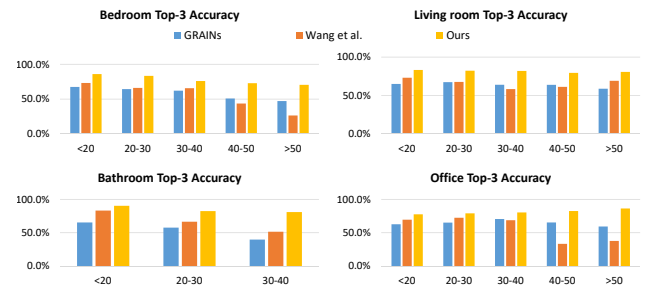 Bedroom Top-3 Accuracy
Living room Top-3 Accuracy
GRAINs Wang et al. Ours
100.0%
50.0%
0.0%
<20 20-30 30-40 40-50 >50
100.0%
50.0%
0.0%
<20 20-30 30-40 40-50 >50
Bathroom Top-3 Accuracy
Office Top-3 Accuracy
100.0%
50.0%
0.0%
<20 20-30 30-40
100.0%
50.0%
0.0%
<20 20-30 30-40 40-50 >50